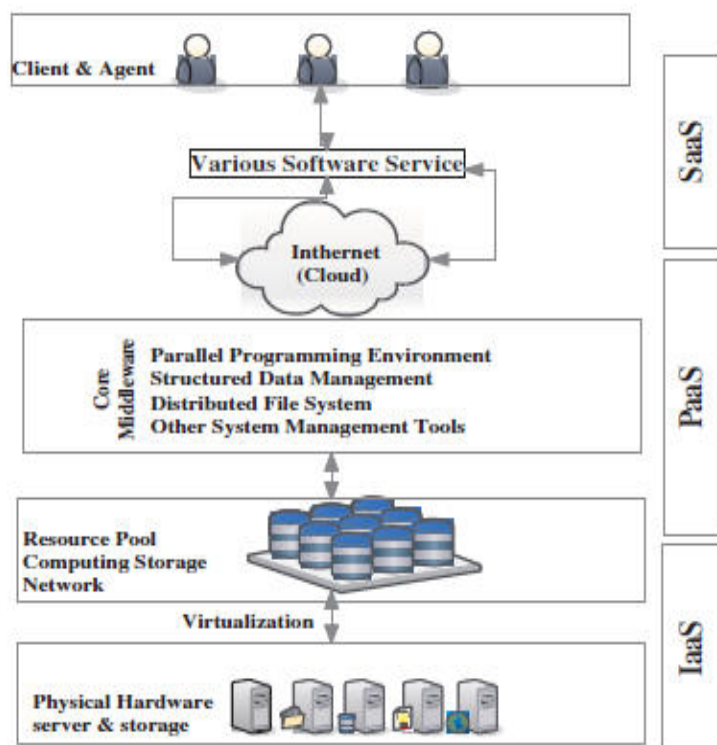 Client & Agent
Various Software Service
Inthernet
(Cloud)
SaaS
Core
Middleware
Parallel Programming Environment
Structured Data Management
Distributed File System
Other System Management Tools
PaaS
Resource Pool
Computing Storage
Network
Virtualization
Physical Hardware
server & storage
IaaS